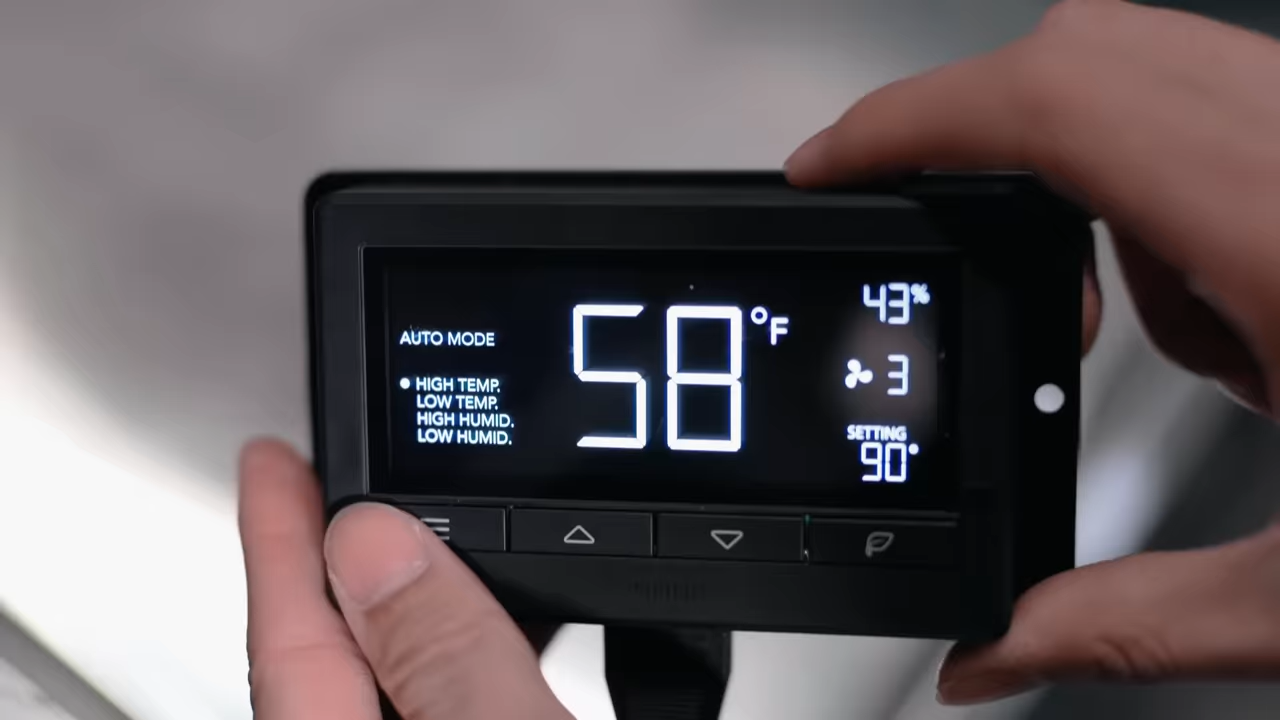 AUTO MODE
HIGH TEMP.
LOW TEMP.
HIGH HUMID.
LOW HUMID.
58°F
43%
3
SETTING
90°